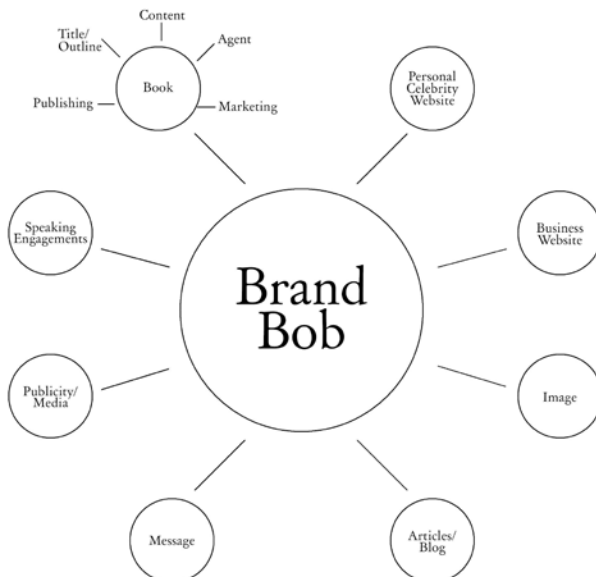 Content
Title/
Outline
Agent
Book
Publishing
Marketing
Personal
Celebrity
Website
Speaking
Engagements
Business
Website
Brand
Bob
Publicity/
Media
Image
Message
Articles/
Blog